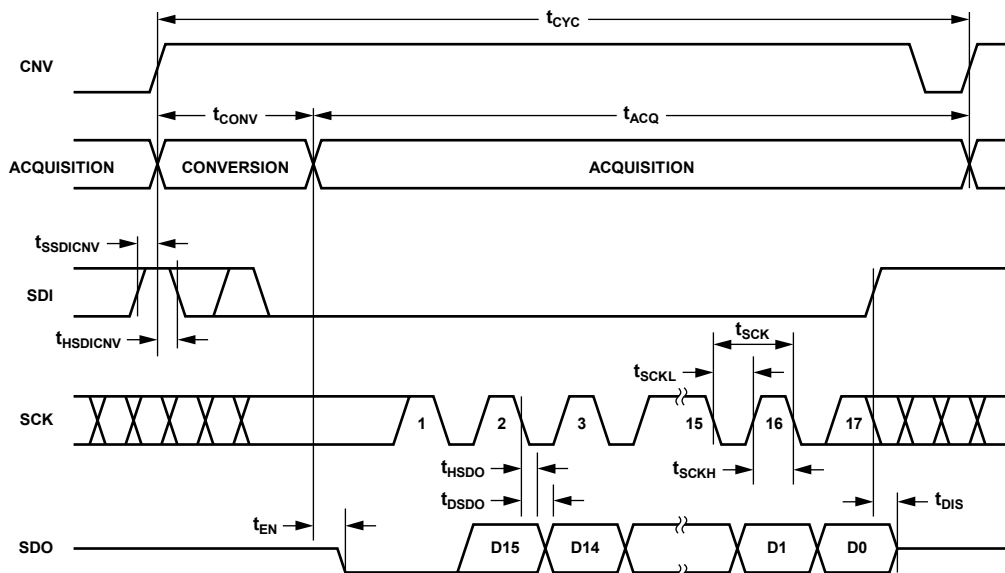 tCYC
CNV
tCONV
tACQ
ACQUISITION
CONVERSION
ACQUISITION
tSSDICNV
SDI
tHSDICNV
tSCK
tSCKL
SCK
1
2
3
15
16
17
tHSDO
tSCKH
tDSDO
tDIS
tEN
SDO
D15
D14
D1
D0